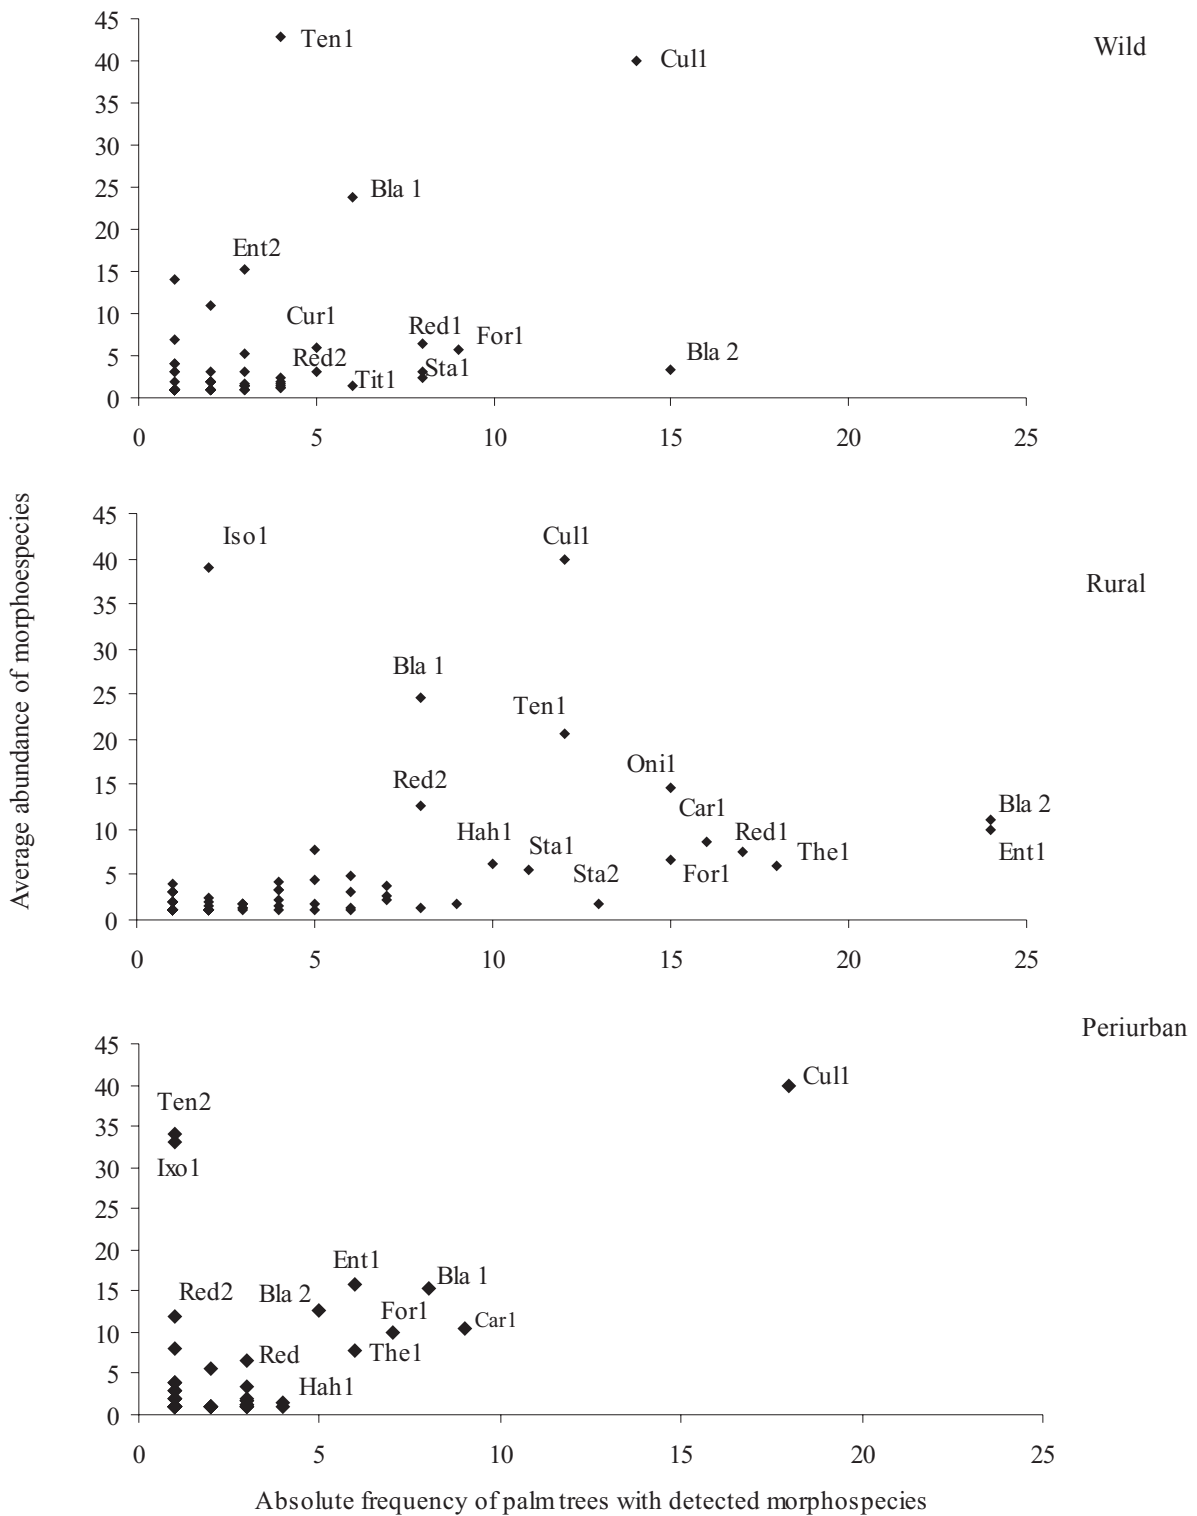 45
Ten1
Wild
40
Cul1
35
30
25
Bla 1
20
Ent2
15
10
Cur1
Red1
For1
5
Red2
Tit1
Sta1
Bla 2
0
0 5 10 15 20 25
Average abundance of morphoespecies
45
Iso1
Cul1
40
Rural
35
30
Bla 1
25
Ten1
20
Oni1
15
Red2
Car1
Bla 2
10
Hah1
Sta1
Red1
The1
Ent1
5
Sta2
For1
0
0 5 10 15 20 25
Periurban
45
40
Cul1
Ten2
35
Ixo1
30
25
20
Ent1
Bla 1
15
Red2
Bla 2
For1
Car1
10
The1
5
Red
Hah1
0
0 5 10 15 20 25
Absolute frequency of palm trees with detected morphospecies